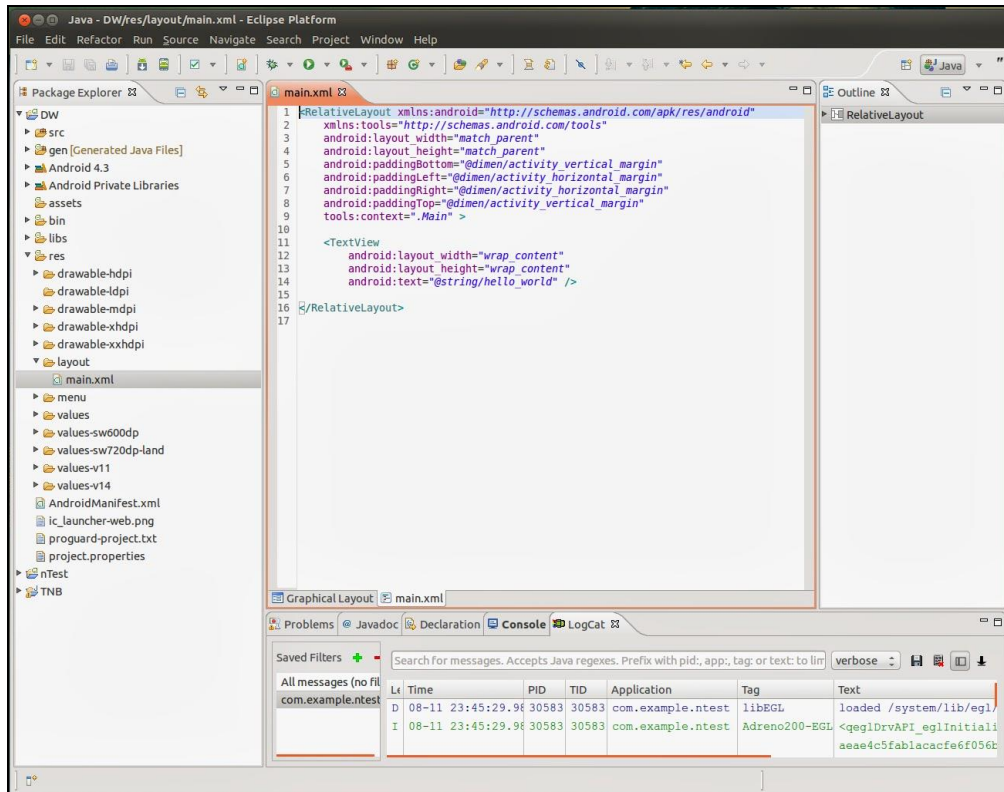 Java - DW/res/layout/main.xml - Eclipse Platform
File Edit Refactor Run Source Navigate Search Project Window Help
Java
"
Package Explorer
DW
src
gen [Generated Java Files]
Android 4.3
Android Private Libraries
assets
bin
libs
res
drawable-hdpi
drawable-ldpi
drawable-mdpi
drawable-xhdpi
drawable-xxhdpi
layout
main.xml
menu
values
values-sw600dp
values-sw720dp-land
values-v11
values-v14
AndroidManifest.xml
ic_launcher-web.png
proguard-project.txt
project.properties
nTest
TNB
main.xml
1 <RelativeLayout xmlns:android="http://schemas.android.com/apk/res/android"
2 xmlns:tools="http://schemas.android.com/tools"
3 android:layout_width="match_parent"
4 android:layout_height="match_parent"
5 android:paddingBottom="@dimen/activity_vertical_margin"
6 android:paddingLeft="@dimen/activity_horizontal_margin"
7 android:paddingRight="@dimen/activity_horizontal_margin"
8 android:paddingTop="@dimen/activity_vertical_margin"
9 tools:context=".Main" >
10
11 <TextView
12 android:layout_width="wrap_content"
13 android:layout_height="wrap_content"
14 android:text="@string/hello_world" />
15
16 </RelativeLayout>
17
Graphical Layout main.xml
Outline
RelativeLayout
Problems @ Javadoc Declaration Console LogCat
Saved Filters
All messages (no fil
com.example.ntest
Search for messages. Accepts Java regexes. Prefix with pid:, app:, tag: or text: to lim verbose
Le Time PID TID Application Tag Text
D 08-11 23:45:29.98 30583 30583 com.example.ntest libEGL loaded /system/lib/egl/
I 08-11 23:45:29.98 30583 30583 com.example.ntest Adreno200-EGL <qeglDrvAPI_eglInitiali
aeae4c5fab1acacfe6f056b